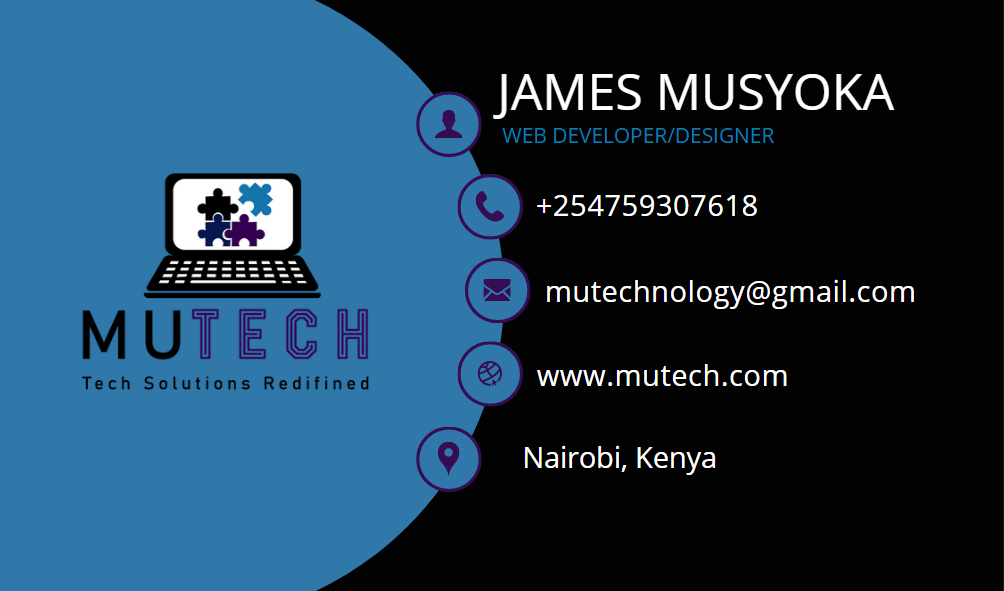 JAMES MUSYOKA
WEB DEVELOPER/DESIGNER
+254759307618
mutechnology@gmail.com
www.mutech.com
Nairobi, Kenya
MUTECH
Tech Solutions Redifined